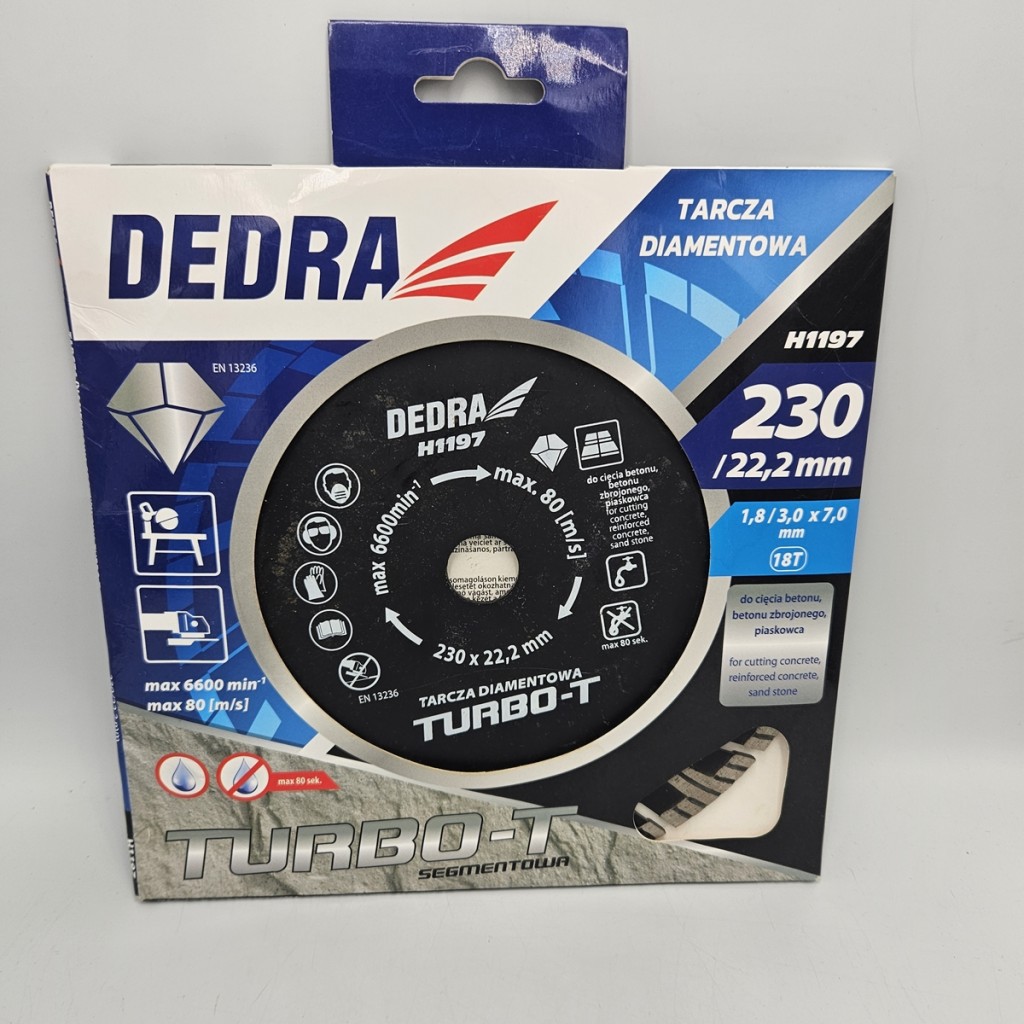 DEDRA
TARCZA
DIAMENTOWA
H1197
230
/22,2 mm
1,8/3,0 x 7,0
mm
18T
do cięcia betonu,
betonu zbrojonego,
piaskowca
for cutting concrete,
reinforced concrete,
sand stone
EN 13236
max 6600 min-1
max 80 [m/s]
DEDRA
H1197
max 6600min-1
max. 80 [m/s]
230 x 22,2 mm
do cięcia betonu,
betonu
zbrojonego,
piaskowca
for cutting
concrete,
reinforced
concrete,
sand stone
max 80 sek.
EN 13236
TARCZA DIAMENTOWA
TURBO-T
max 80 sek.
TURBO-T
SEGMENTOWA